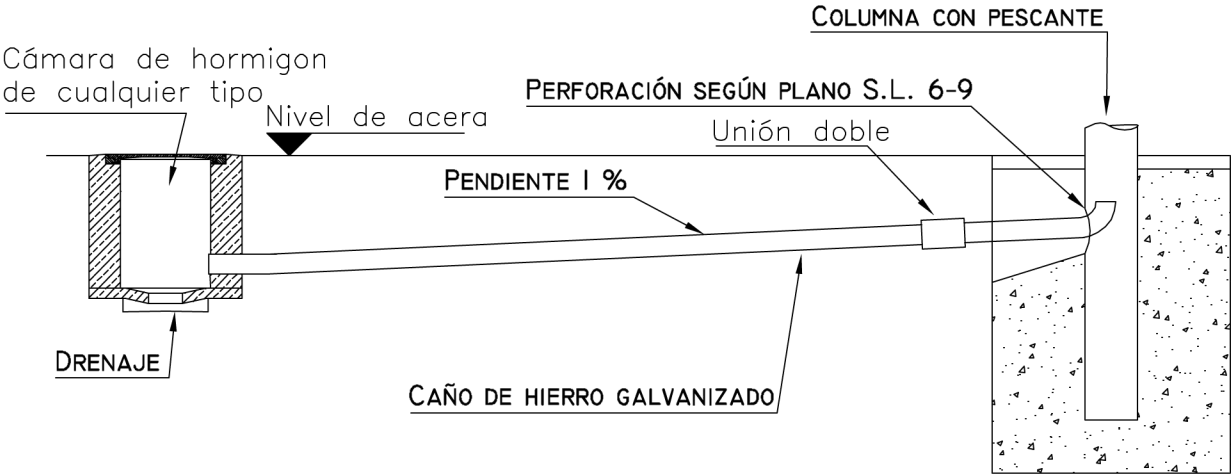 COLUMNA CON PESCANTE
Cámara de hormigon
de cualquier tipo
PERFORACIÓN SEGÚN PLANO S.L. 6-9
Nivel de acera
Unión doble
PENDIENTE 1 %
DRENAJE
CAÑO DE HIERRO GALVANIZADO